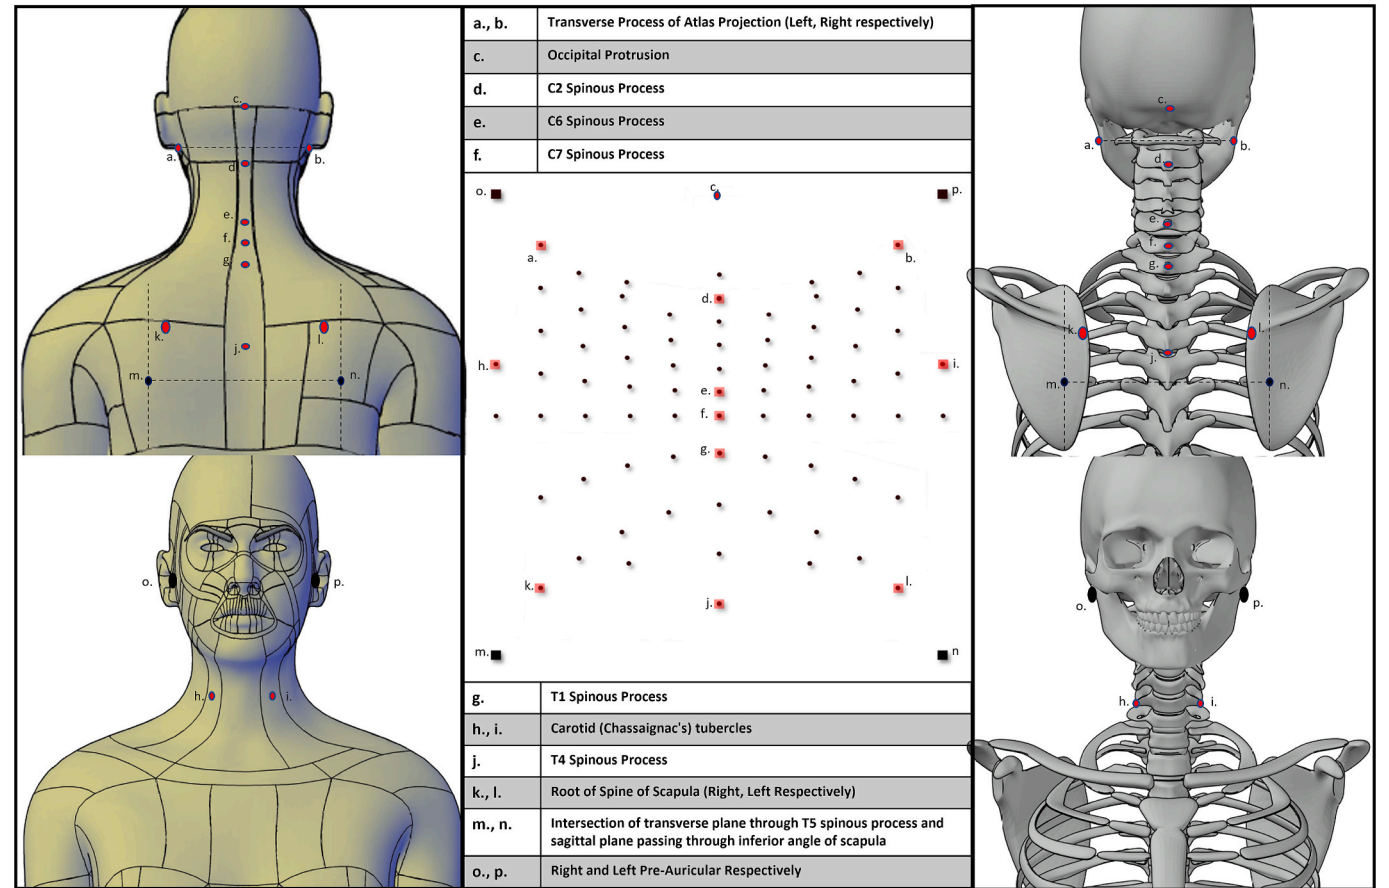 a., b. Transverse Process of Atlas Projection (Left, Right respectively)
c. Occipital Protrusion
d. C2 Spinous Process
e. C6 Spinous Process
f. C7 Spinous Process
c.
a.
b.
d.
e.
f.
g.
k.
l.
j.
m.
n.
o.
p.
h.
i.
o.
c.
p.
a.
b.
d.
h.
i.
e.
f.
g.
k.
l.
j.
m.
n
g. T1 Spinous Process
h., i. Carotid (Chassaignac's) tubercles
j. T4 Spinous Process
k., l. Root of Spine of Scapula (Right, Left Respectively)
m., n. Intersection of transverse plane through T5 spinous process and
sagittal plane passing through inferior angle of scapula
o., p. Right and Left Pre-Auricular Respectively
c.
a.
b.
d.
e.
f.
g.
k.
l.
j.
m.
n.
o.
p.
h.
i.